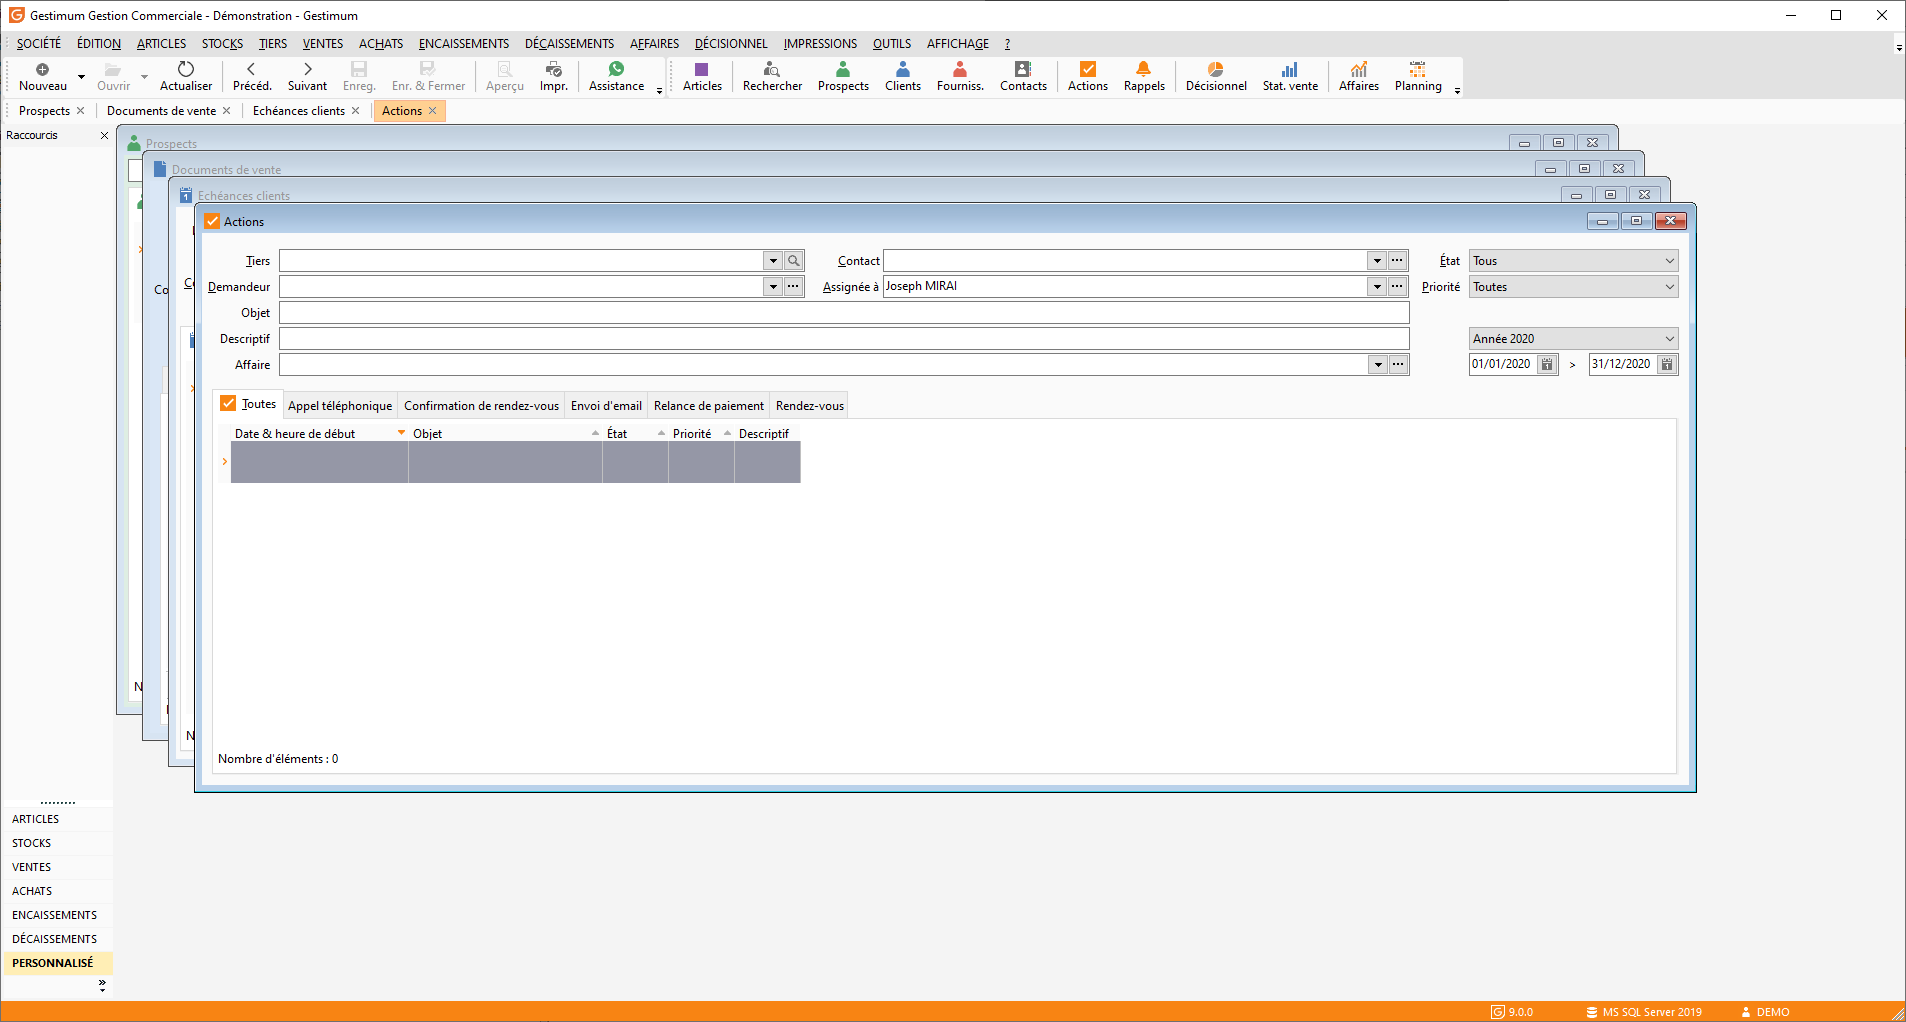 Gestimum Gestion Commerciale - Démonstration - Gestimum
SOCIÉTÉ ÉDITION ARTICLES STOCKS TIERS VENTES ACHATS ENCAISSEMENTS DÉCAISSEMENTS AFFAIRES DÉCISIONNEL IMPRESSIONS OUTILS AFFICHAGE ?
Nouveau Ouvrir Actualiser Précéd. Suivant Enreg. Enr. & Fermer Aperçu Impr. Assistance Articles Rechercher Prospects Clients Fourniss. Contacts Actions Rappels Décisionnel Stat. vente Affaires Planning
Prospects Documents de vente Echéances clients Actions
Raccourcis
Prospects
Documents de vente
Echéances clients
Actions
Tiers Contact État Tous
Co
Demandeur Assignée à Joseph MIRAI Priorité Toutes
Objet
Descriptif Année 2020
Affaire 01/01/2020 > 31/12/2020
Toutes Appel téléphonique Confirmation de rendez-vous Envoi d'email Relance de paiement Rendez-vous
Date & heure de début Objet État Priorité Descriptif
N
N
Nombre d'éléments : 0
ARTICLES
STOCKS
VENTES
ACHATS
ENCAISSEMENTS
DÉCAISSEMENTS
PERSONNALISÉ
9.0.0 MS SQL Server 2019 DEMO